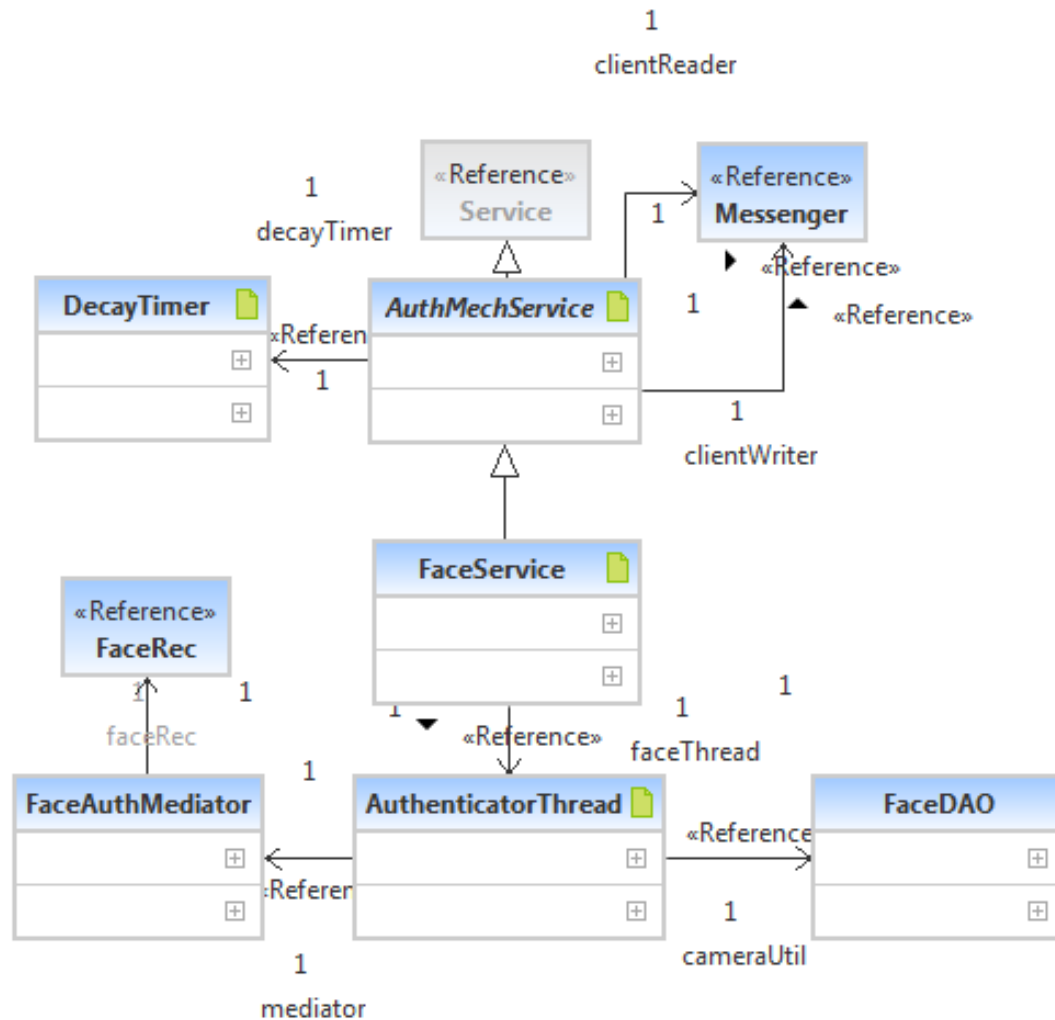 1
clientReader
«Reference»
Service
«Reference»
Messenger
1
decayTimer
1
«Reference»
1
«Reference»
DecayTimer
AuthMechService
«Referen
1
1
clientWriter
FaceService
«Reference»
FaceRec
1
faceRec
1
1
«Reference»
1
faceThread
1
1
FaceAuthMediator
AuthenticatorThread
FaceDAO
«Reference
«Referen
1
cameraUtil
1
mediator